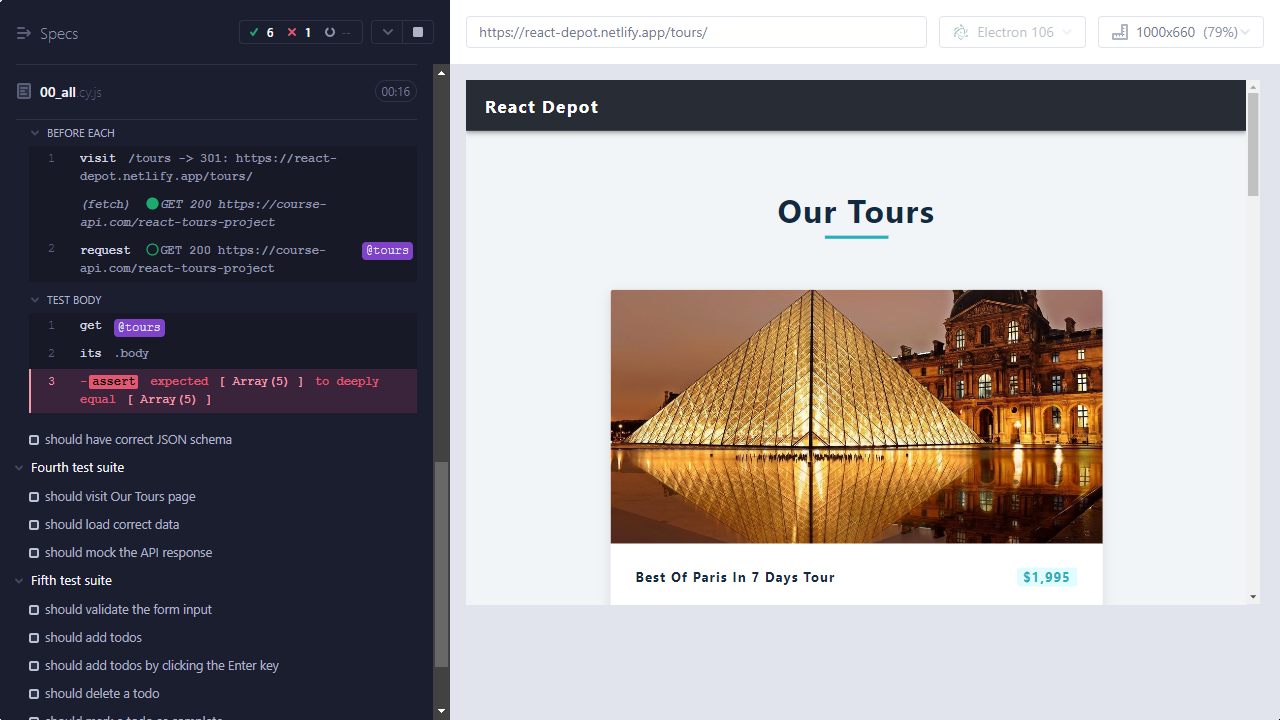 Specs
6 1 --
00_all.cy.js 00:16
BEFORE EACH
1 visit /tours -> 301: https://react-
depot.netlify.app/tours/
(fetch) GET 200 https://course-
api.com/react-tours-project
2 request GET 200 https://course- @tours
api.com/react-tours-project
TEST BODY
1 get @tours
2 its .body
3 -assert expected [ Array(5) ] to deeply
equal [ Array(5) ]
should have correct JSON schema
Fourth test suite
should visit Our Tours page
should load correct data
should mock the API response
Fifth test suite
should validate the form input
should add todos
should add todos by clicking the Enter key
should delete a todo
should mark a todo as complete
https://react-depot.netlify.app/tours/
Electron 106
1000x660 (79%)
React Depot
Our Tours
Best Of Paris In 7 Days Tour
$1,995